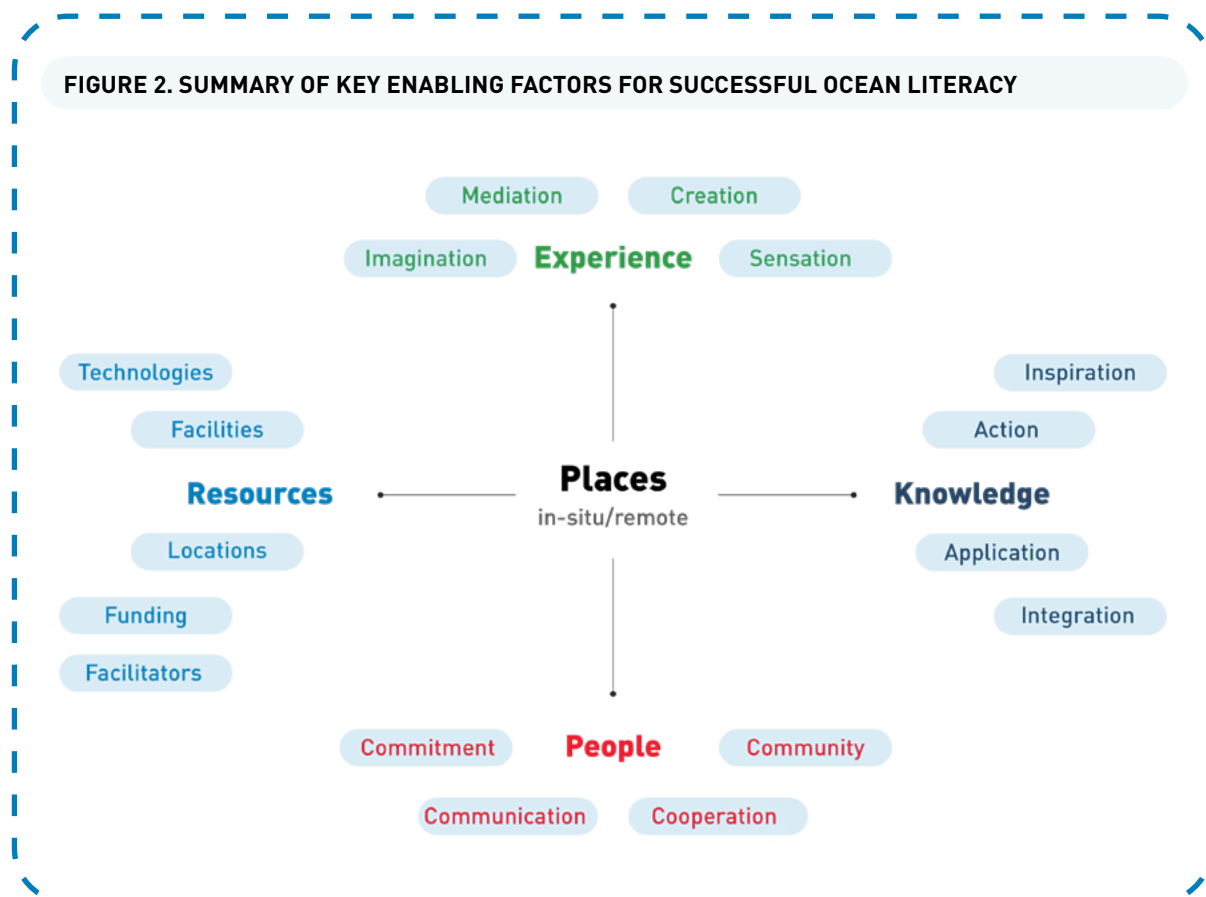 FIGURE 2. SUMMARY OF KEY ENABLING FACTORS FOR SUCCESSFUL OCEAN LITERACY
Mediation
Creation
Imagination
Experience
Sensation
Technologies
Facilities
Resources
Locations
Funding
Facilitators
Places
in-situ/remote
Inspiration
Action
Knowledge
Application
Integration
Commitment
People
Community
Communication
Cooperation